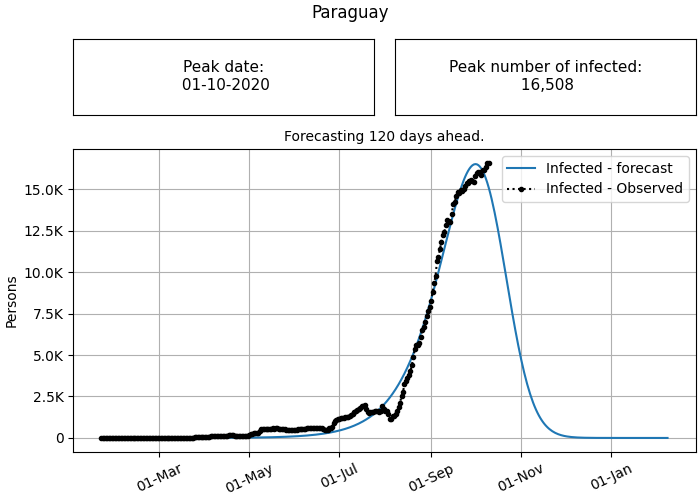 Paraguay
Peak date:
01-10-2020
Peak number of infected:
16,508
Forecasting 120 days ahead.
Infected - forecast
Infected - Observed
Persons
15.0K
12.5K
10.0K
7.5K
5.0K
2.5K
0
01-Mar
01-May
01-Jul
01-Sep
01-Nov
01-Jan